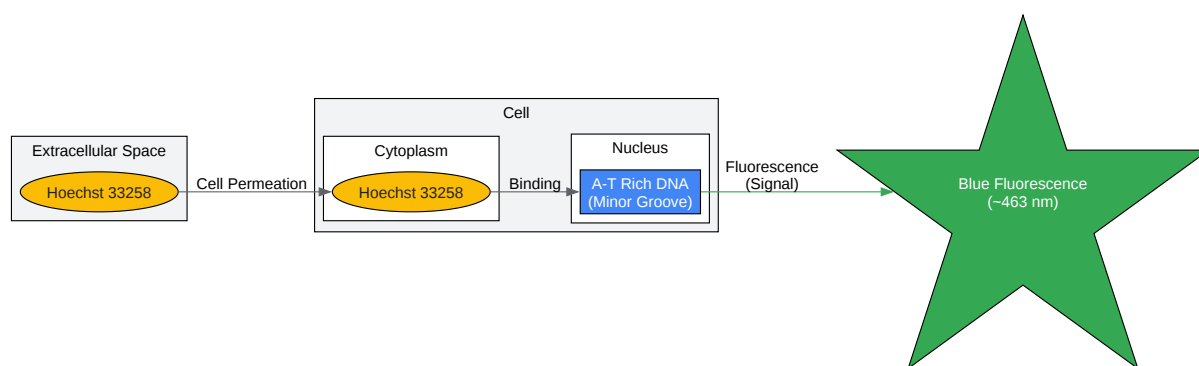 Extracellular Space
Hoechst 33258
Cell Permeation
Cell
Cytoplasm
Hoechst 33258
Binding
Nucleus
A-T Rich DNA
(Minor Groove)
Fluorescence
(Signal)
Blue Fluorescence
(~463 nm)